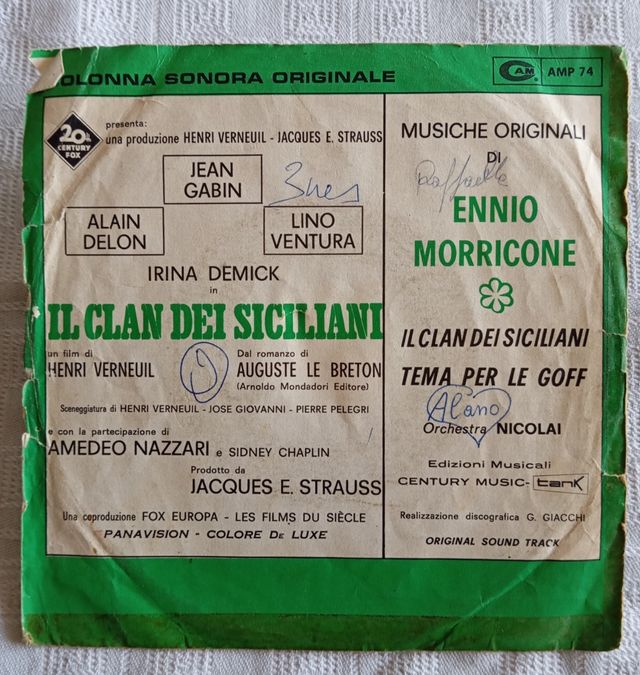 OLONNA SONORA ORIGINALE
CAM
AMP 74
20th
CENTURY
FOX
presenta:
una produzione HENRI VERNEUIL - JACQUES E. STRAUSS
JEAN
GABIN
ALAIN
DELON
LINO
VENTURA
IRINA DEMICK
in
IL CLAN DEI SICILIANI
un film di
HENRI VERNEUIL
Dal romanzo di
AUGUSTE LE BRETON
(Arnoldo Mondadori Editore)
Sceneggiatura di HENRI VERNEUIL - JOSE GIOVANNI - PIERRE PELEGRI
e con la partecipazione di
AMEDEO NAZZARI e SIDNEY CHAPLIN
Prodotto da
JACQUES E. STRAUSS
Una coproduzione FOX EUROPA - LES FILMS DU SIÈCLE
PANAVISION - COLORE DE LUXE
MUSICHE ORIGINALI
DI
Raffaella
ENNIO
MORRICONE
IL CLAN DEI SICILIANI
TEMA PER LE GOFF
Alano
Orchestra NICOLAI
Edizioni Musicali
CENTURY MUSIC - tank
Realizzazione discografica G. GIACCHI
ORIGINAL SOUND TRACK